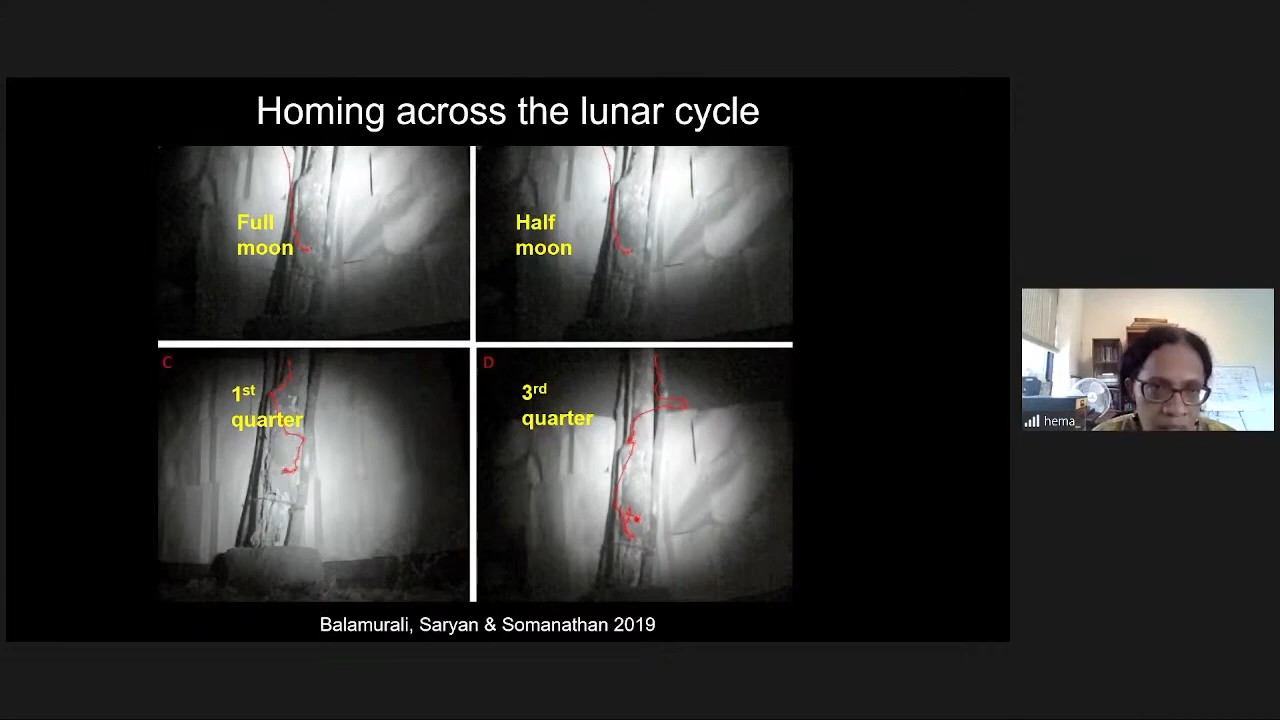 Homing across the lunar cycle
Full
moon
Half
moon
C
1st
quarter
D
3rd
quarter
Balamurali, Saryan & Somanathan 2019
hema_